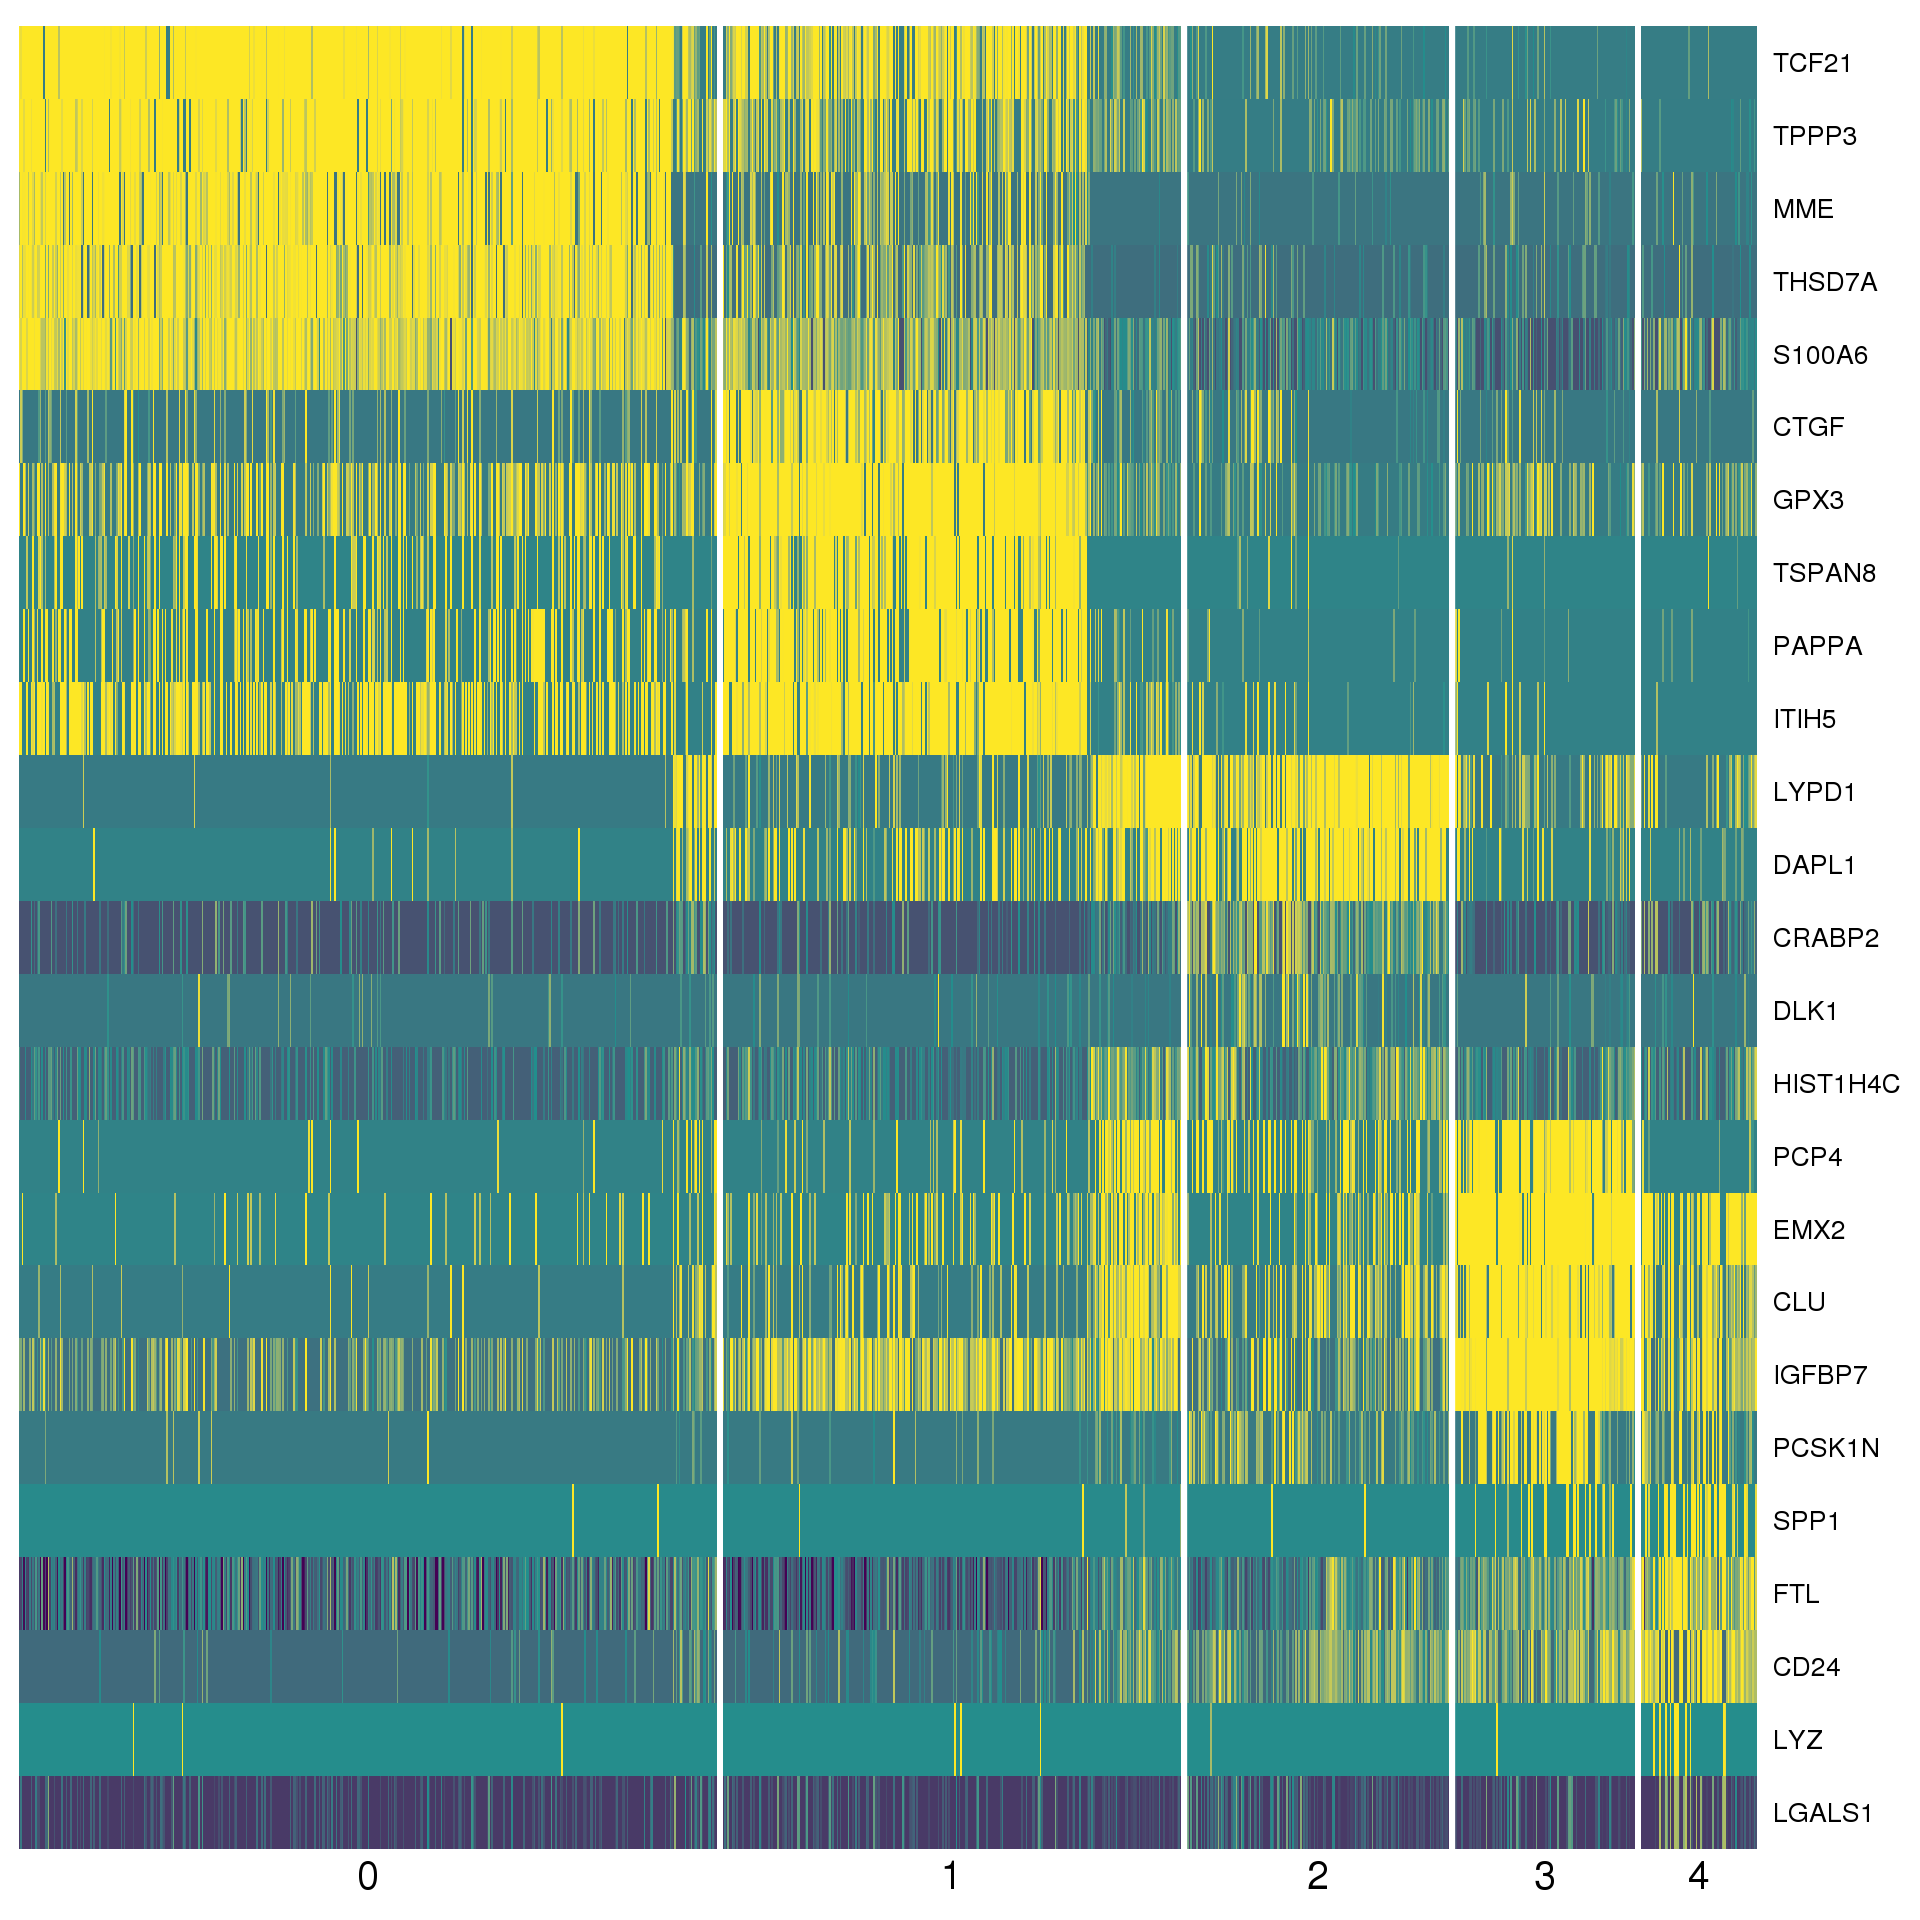 TCF21
TPPP3
MME
THSD7A
S100A6
CTGF
GPX3
TSPAN8
PAPPA
ITIH5
LYPD1
DAPL1
CRABP2
DLK1
HIST1H4C
PCP4
EMX2
CLU
IGFBP7
PCSK1N
SPP1
FTL
CD24
LYZ
LGALS1
0 1 2 3 4